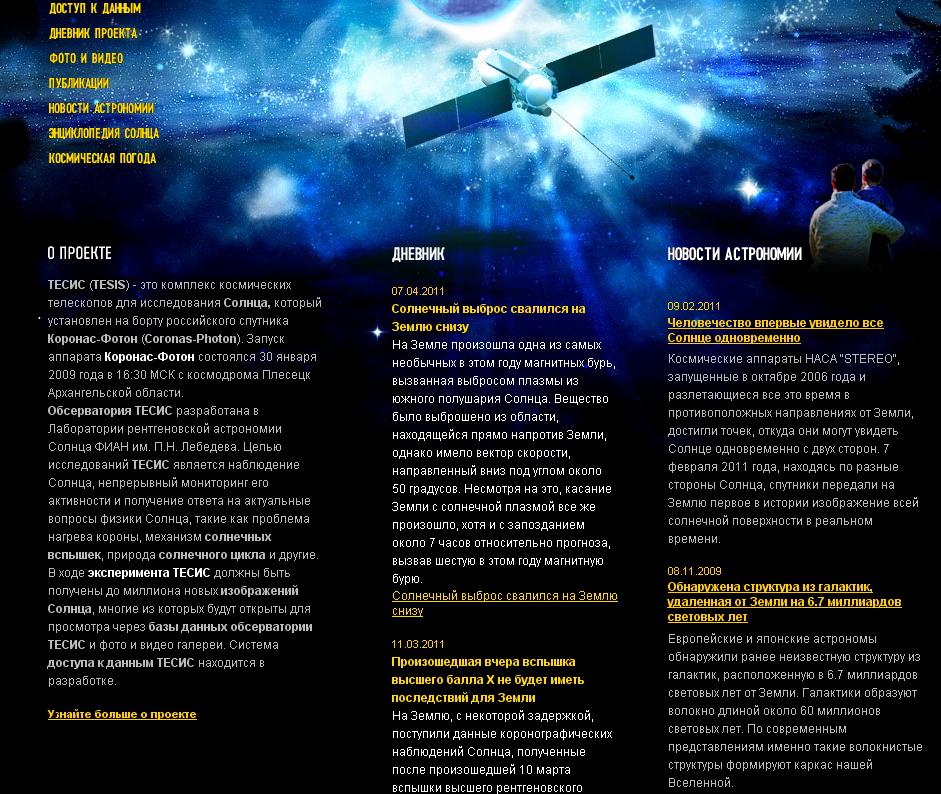 ДОСТУП К ДАННЫМ
ДНЕВНИК ПРОЕКТА
ФОТО И ВИДЕО
ПУБЛИКАЦИИ
НОВОСТИ АСТРОНОМИИ
ЭНЦИКЛОПЕДИЯ СОЛНЦА
КОСМИЧЕСКАЯ ПОГОДА
О ПРОЕКТЕ
ТЕСИС (TESIS) - это комплекс космических
телескопов для исследования Солнца, который
установлен на борту российского спутника
Коронас-Фотон (Coronas-Photon). Запуск
аппарата Коронас-Фотон состоялся 30 января
2009 года в 16:30 МСК с космодрома Плесецк
Архангельской области.
Обсерватория ТЕСИС разработана в
Лаборатории рентгеновской астрономии
Солнца ФИАН им. П.Н. Лебедева. Целью
исследований ТЕСИС является наблюдение
Солнца, непрерывный мониторинг его
активности и получение ответа на актуальные
вопросы физики Солнца, такие как проблема
нагрева короны, механизм солнечных
вспышек, природа солнечного цикла и другие.
В ходе эксперимента ТЕСИС должны быть
получены до миллиона новых изображений
Солнца, многие из которых будут открыты для
просмотра через базы данных обсерватории
ТЕСИС и фото и видео галереи. Система
доступа к данным ТЕСИС находится в
разработке.
Узнайте больше о проекте
ДНЕВНИК
07.04.2011
Солнечный выброс свалился на
Землю снизу
На Земле произошла одна из самых
необычных в этом году магнитных бурь,
вызванная выбросом плазмы из
южного полушария Солнца. Вещество
было выброшено из области,
находящейся прямо напротив Земли,
однако имело вектор скорости,
направленный вниз под углом около
50 градусов. Несмотря на это, касание
Земли с солнечной плазмой все же
произошло, хотя и с запозданием
около 7 часов относительно прогноза,
вызвав шестую в этом году магнитную
бурю.
Солнечный выброс свалился на Землю
снизу
11.03.2011
Произошедшая вчера вспышка
высшего балла X не будет иметь
последствий для Земли
На Землю, с некоторой задержкой,
поступили данные коронографических
наблюдений Солнца, полученные
после произошедшей 10 марта
вспышки высшего рентгеновского
НОВОСТИ АСТРОНОМИИ
09.02.2011
Человечество впервые увидело все
Солнце одновременно
Космические аппараты НАСА "STEREO",
запущенные в октябре 2006 года и
разлетающиеся все это время в
противоположных направлениях от Земли,
достигли точек, откуда они могут увидеть
Солнце одновременно с двух сторон. 7
февраля 2011 года, находясь по разные
стороны Солнца, спутники передали на
Землю первое в истории изображение всей
солнечной поверхности в реальном
времени.
08.11.2009
Обнаружена структура из галактик,
удаленная от Земли на 6.7 миллиардов
световых лет
Европейские и японские астрономы
обнаружили ранее неизвестную структуру из
галактик, расположенную в 6.7 миллиардов
световых лет от Земли. Галактики образуют
волокно длиной около 60 миллионов
световых лет. По современным
представлениям именно такие волокнистые
структуры формируют каркас нашей
Вселенной.